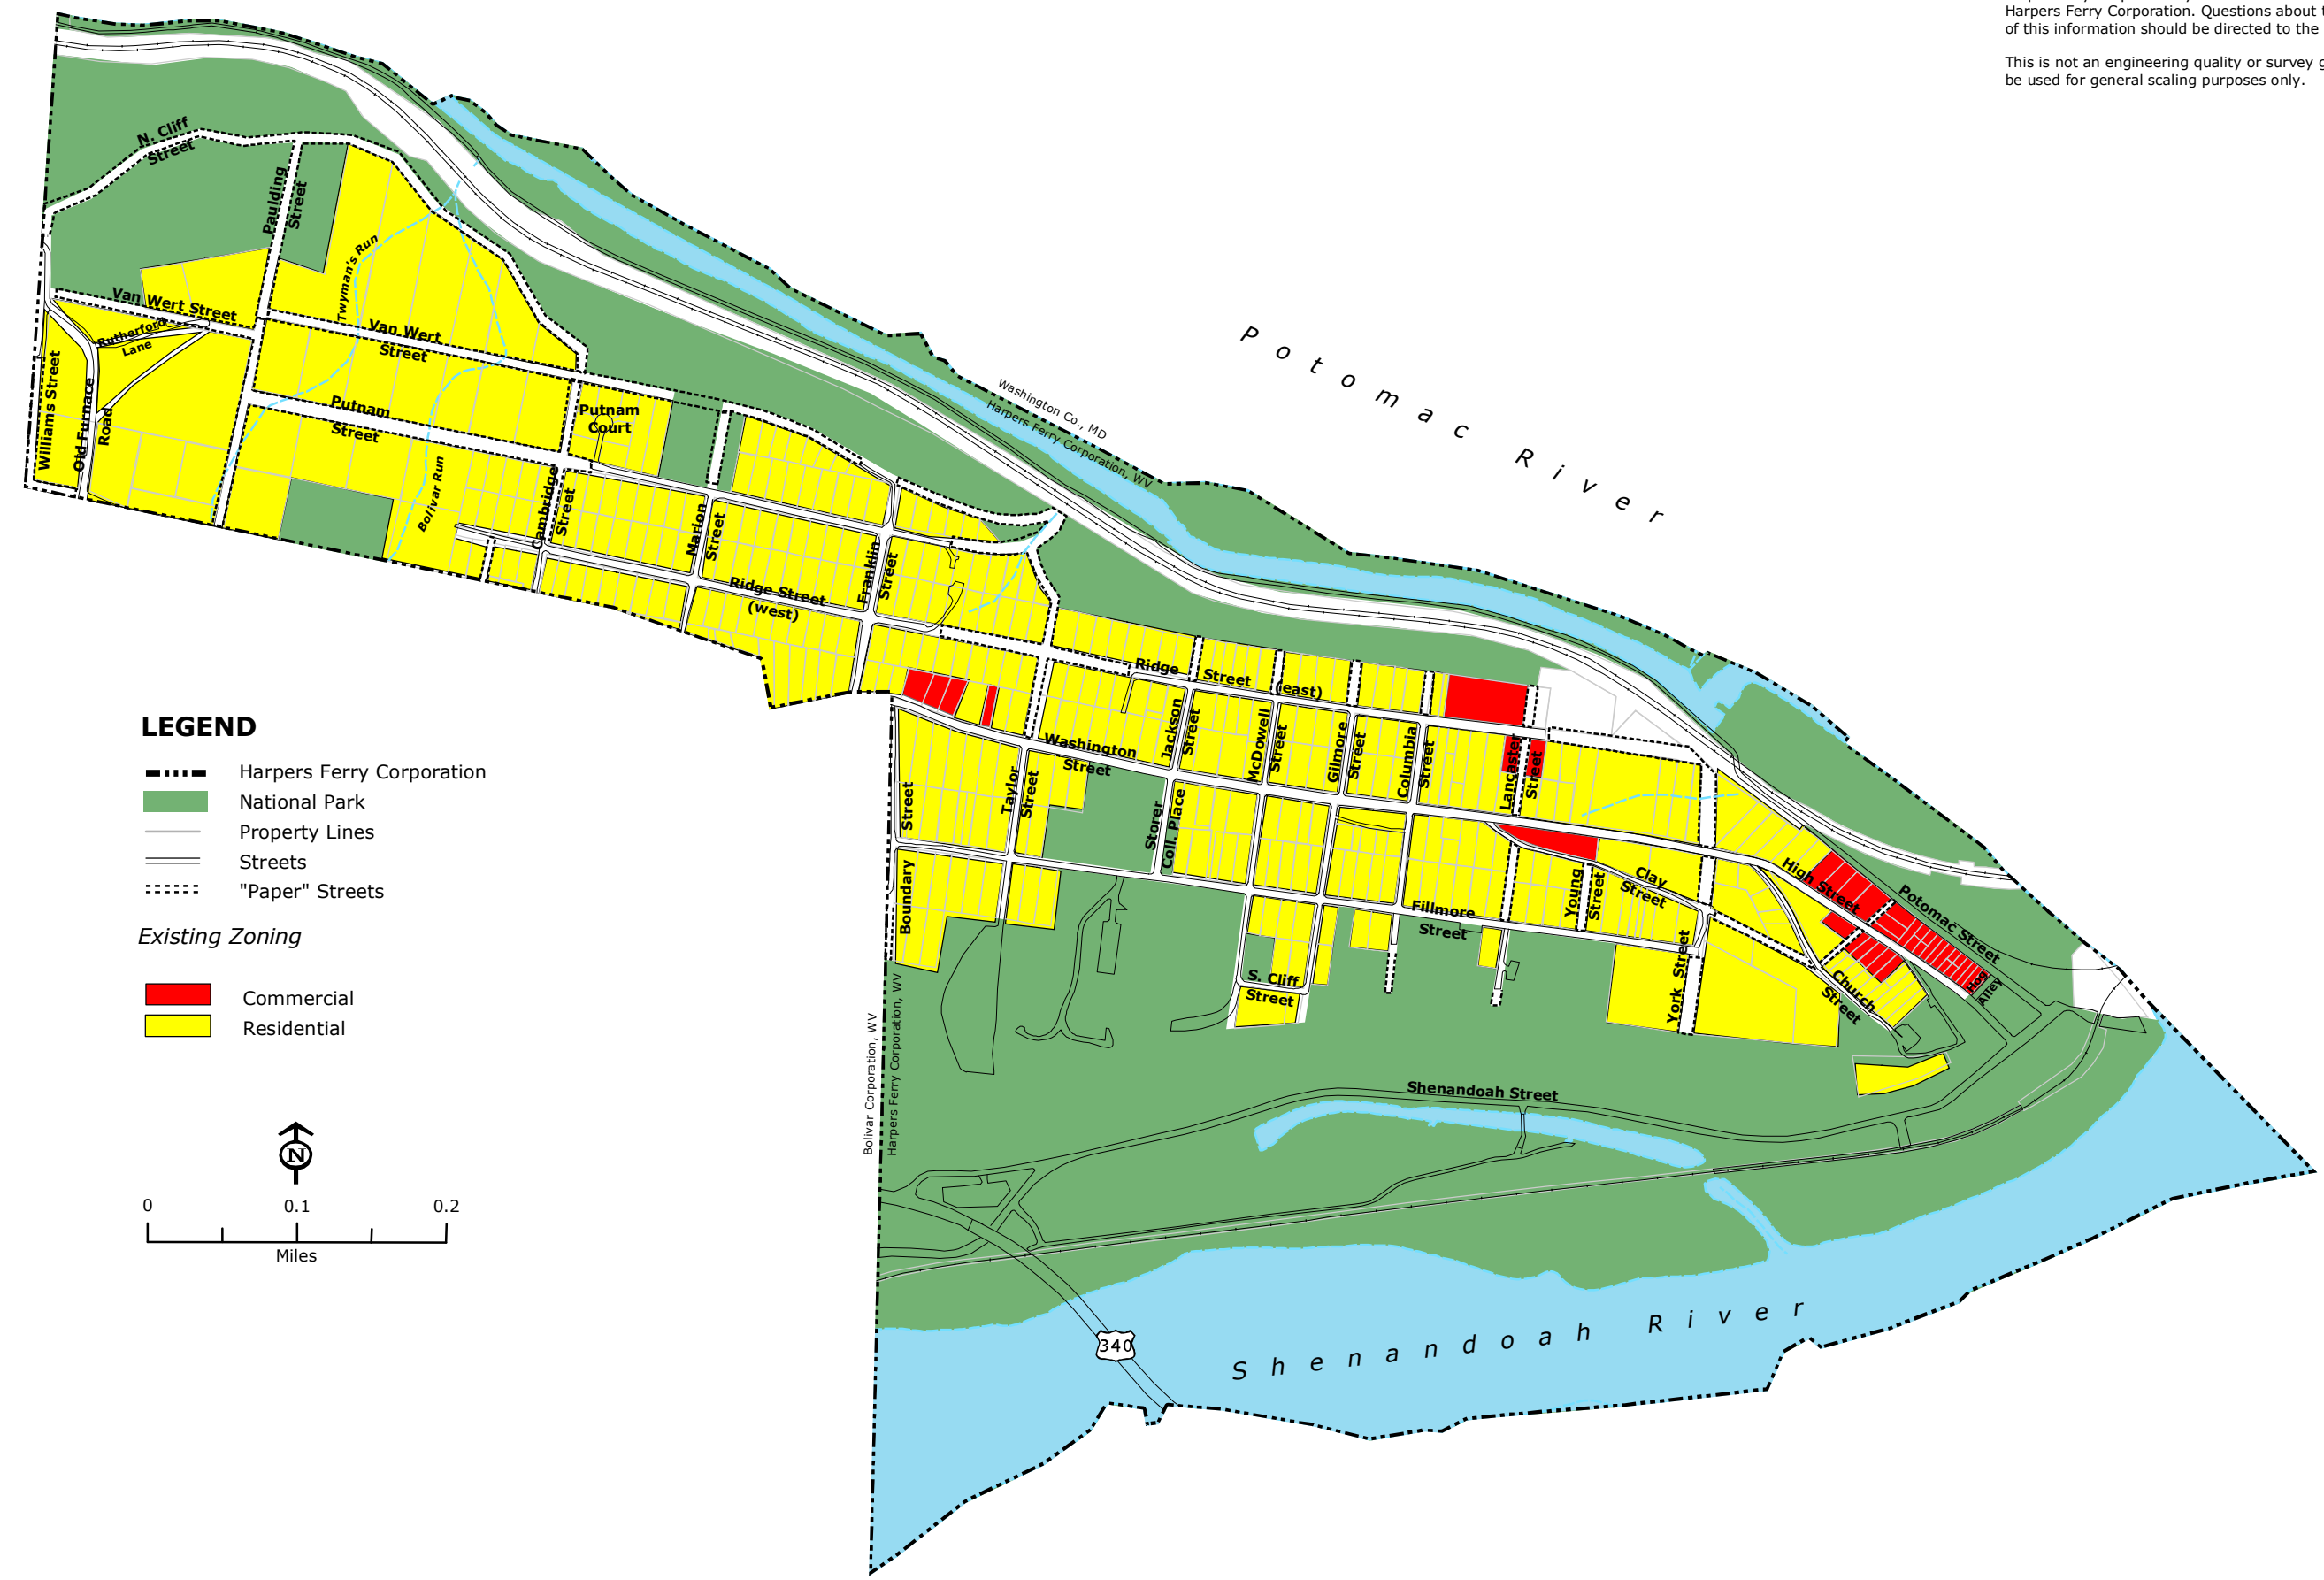 Harpers Ferry Corporation. Questions about
of this information should be directed to the
This is not an engineering quality or survey
be used for general scaling purposes only.
N. Cliff
Street
Paulding
Street
Twyman's Run
Van Wert Street
Rutherford
Lane
Van Wert
Street
Williams Street
Old Furnace
Road
Putnam
Street
Putnam
Court
Bolivar Run
Cambridge
Street
Marion
Street
Franklin
Street
Ridge Street
(west)
Washington Co., MD
Harpers Ferry Corporation, WV
Potomac River
Ridge Street (east)
Washington
Street
Jackson
Street
McDowell
Street
Gilmore
Street
Columbia
Street
Lancaster
Street
Boundary Street
Taylor
Street
Storer
Coll. Place
Fillmore
Street
Young
Street
Clay
Street
High Street
Potomac Street
Hog
Alley
Church
Street
York Street
S. Cliff
Street
Shenandoah Street
Bolivar Corporation, WV
Harpers Ferry Corporation, WV
340
Shenandoah River
LEGEND
Harpers Ferry Corporation
National Park
Property Lines
Streets
"Paper" Streets
Existing Zoning
Commercial
Residential
N
0 0.1 0.2
Miles